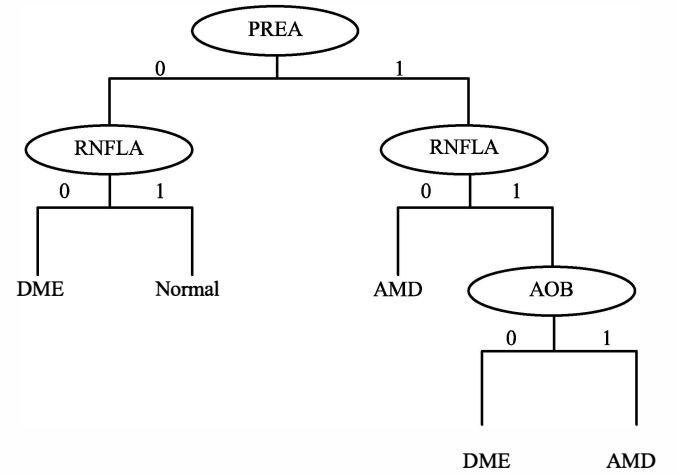 PREA
0 1
RNFLA RNFLA
0 1 0 1
DME Normal AMD AOB
0 1
DME AMD